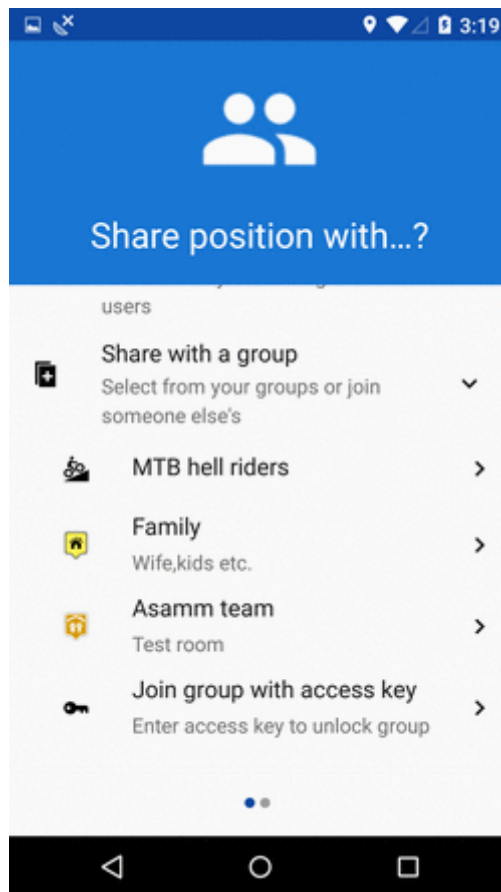 3:19
Share position with...?
users
Share with a group
Select from your groups or join
someone else's
MTB hell riders
Family
Wife,kids etc.
Asamm team
Test room
Join group with access key
Enter access key to unlock group